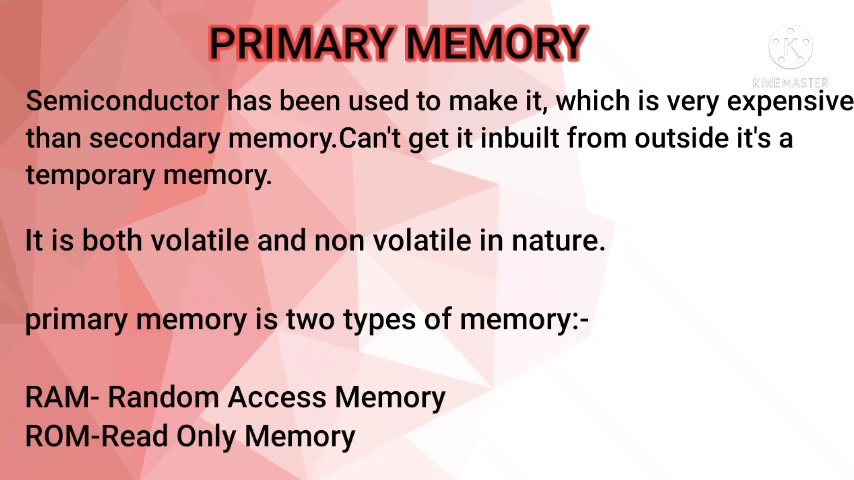 PRIMARY MEMORY
KINEMASTER
Semiconductor has been used to make it, which is very expensive
than secondary memory.Can't get it inbuilt from outside it's a
temporary memory.
It is both volatile and non volatile in nature.
primary memory is two types of memory:-
RAM- Random Access Memory
ROM-Read Only Memory